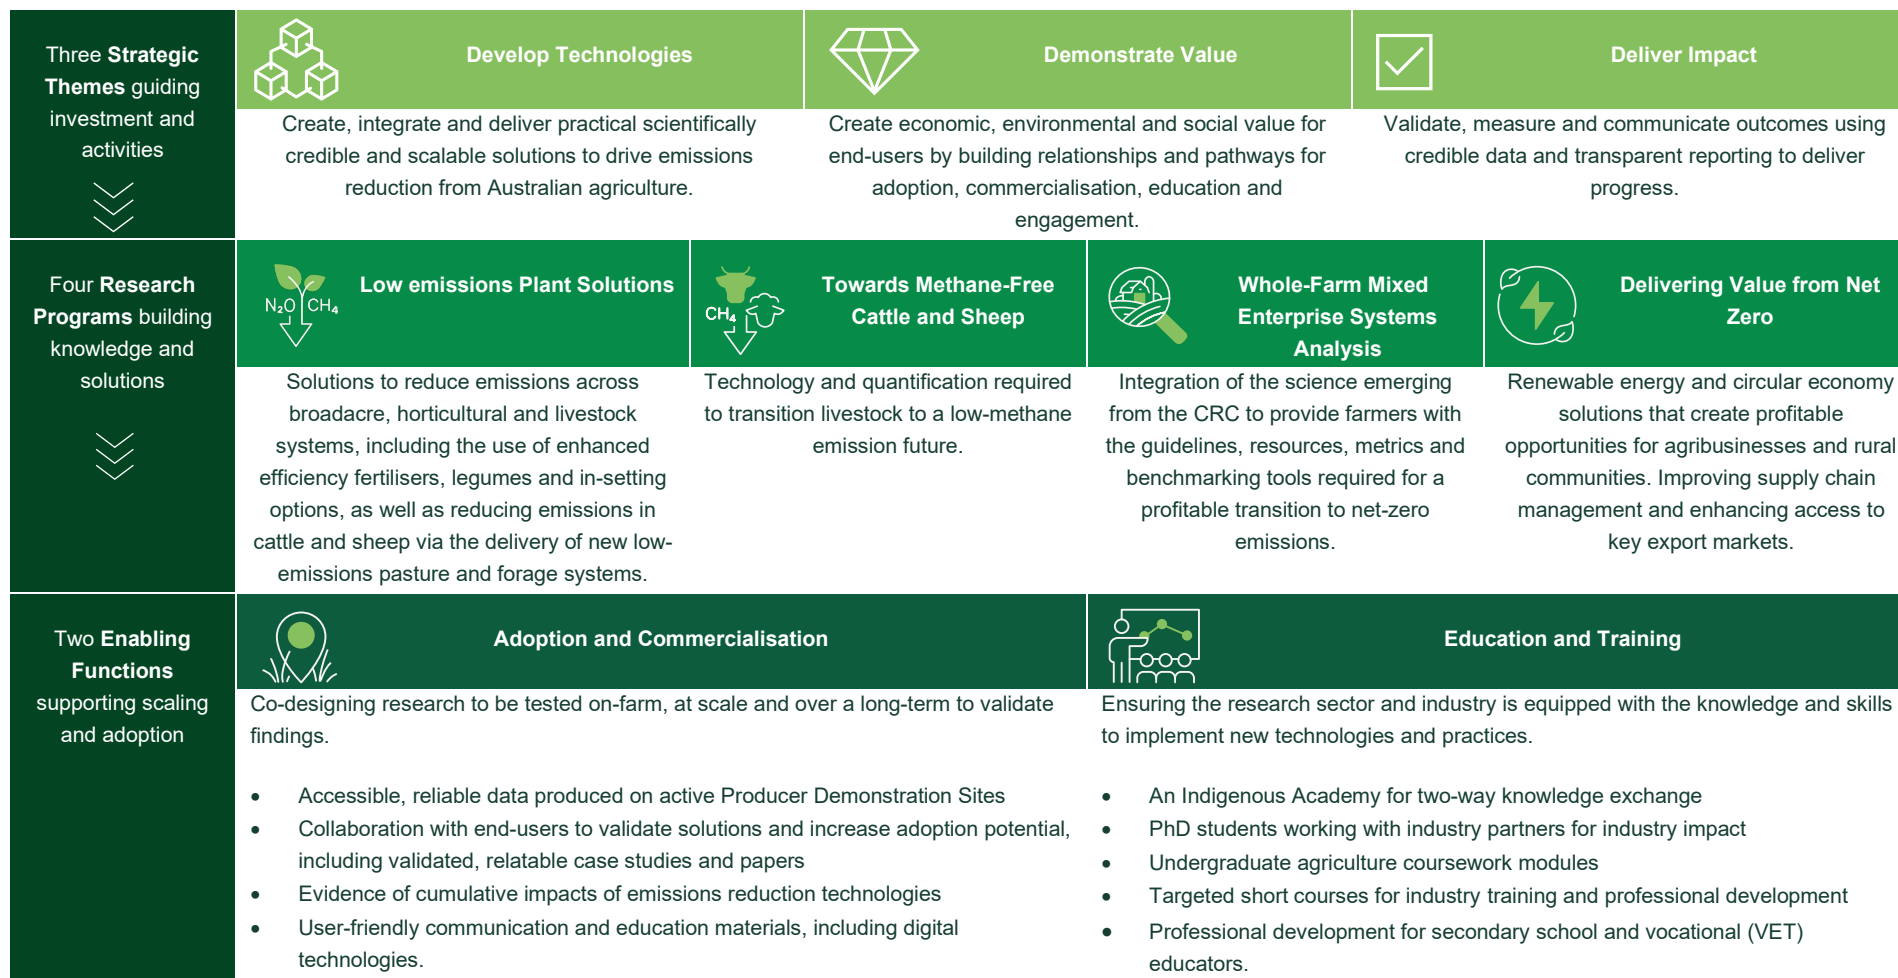 Three Strategic
Themes guiding
investment and
activities
Develop Technologies
Demonstrate Value
Deliver Impact
Create, integrate and deliver practical scientifically
credible and scalable solutions to drive emissions
reduction from Australian agriculture.
Create economic, environmental and social value for
end-users by building relationships and pathways for
adoption, commercialisation, education and
engagement.
Validate, measure and communicate outcomes using
credible data and transparent reporting to deliver
progress.
Four Research
Programs building
knowledge and
solutions
N₂O CH₄
Low emissions Plant Solutions
CH₄
Towards Methane-Free
Cattle and Sheep
Whole-Farm Mixed
Enterprise Systems
Analysis
Delivering Value from Net
Zero
Solutions to reduce emissions across
broadacre, horticultural and livestock
systems, including the use of enhanced
efficiency fertilisers, legumes and in-setting
options, as well as reducing emissions in
cattle and sheep via the delivery of new low-
emissions pasture and forage systems.
Technology and quantification required
to transition livestock to a low-methane
emission future.
Integration of the science emerging
from the CRC to provide farmers with
the guidelines, resources, metrics and
benchmarking tools required for a
profitable transition to net-zero
emissions.
Renewable energy and circular economy
solutions that create profitable
opportunities for agribusinesses and rural
communities. Improving supply chain
management and enhancing access to
key export markets.
Two Enabling
Functions
supporting scaling
and adoption
Adoption and Commercialisation
Education and Training
Co-designing research to be tested on-farm, at scale and over a long-term to validate
findings.
• Accessible, reliable data produced on active Producer Demonstration Sites
• Collaboration with end-users to validate solutions and increase adoption potential,
including validated, relatable case studies and papers
• Evidence of cumulative impacts of emissions reduction technologies
• User-friendly communication and education materials, including digital
technologies.
Ensuring the research sector and industry is equipped with the knowledge and skills
to implement new technologies and practices.
• An Indigenous Academy for two-way knowledge exchange
• PhD students working with industry partners for industry impact
• Undergraduate agriculture coursework modules
• Targeted short courses for industry training and professional development
• Professional development for secondary school and vocational (VET)
educators.